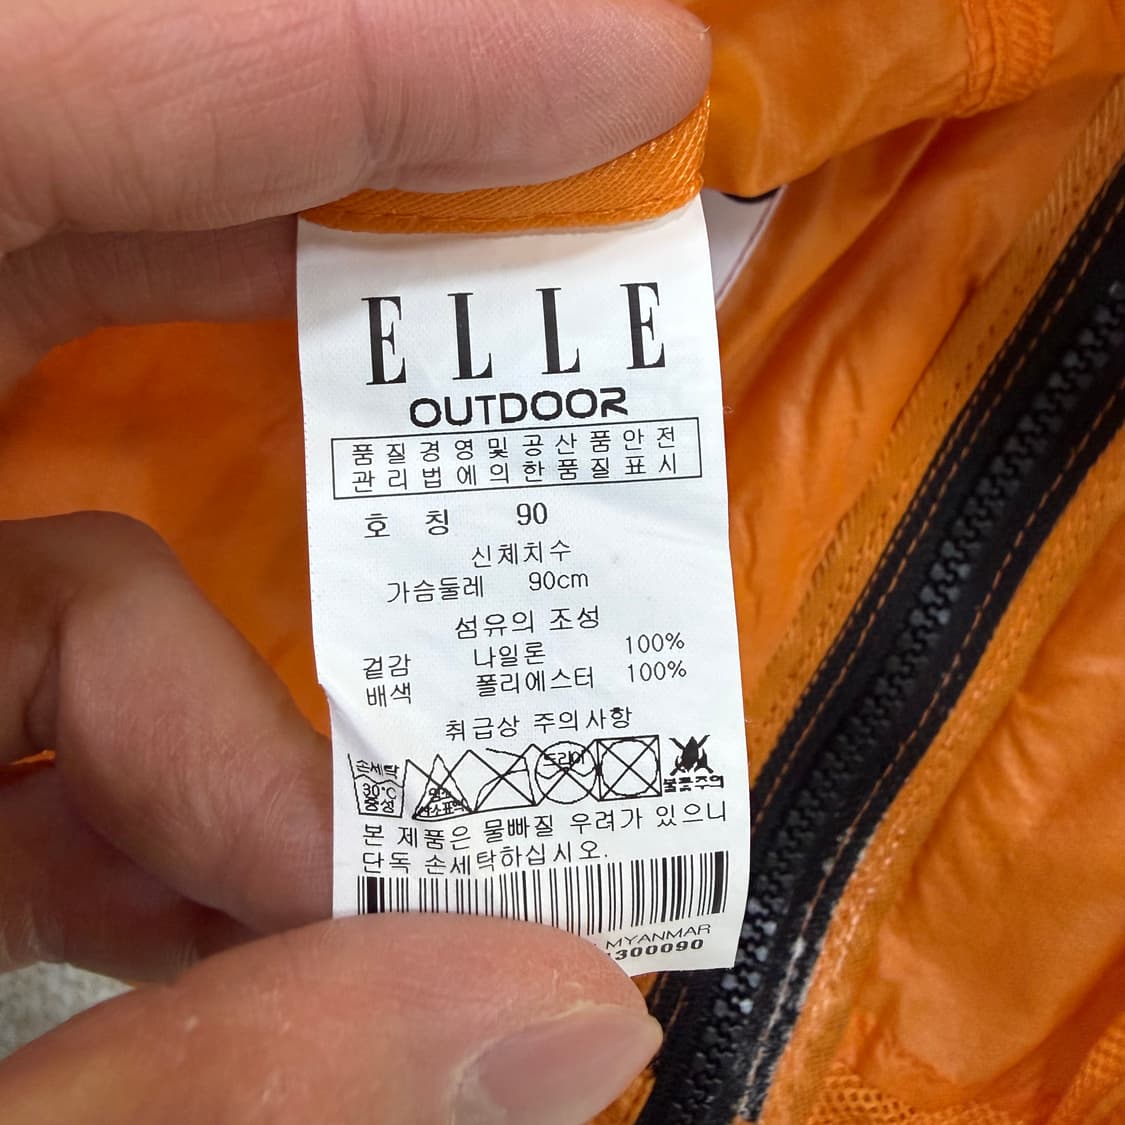 ELLE
OUTDOOR
품질경영및공산품안전
관리법에의한품질표시
호 칭 90
신체치수
가슴둘레 90cm
섬유의 조성
겉감 나일론 100%
배색 폴리에스터 100%
취급상 주의사항
손세탁 드라이
30°C 불꽃주의
중성
본 제품은 물빠질 우려가 있으니
단독 손세탁하십시오.
MYANMAR
300090